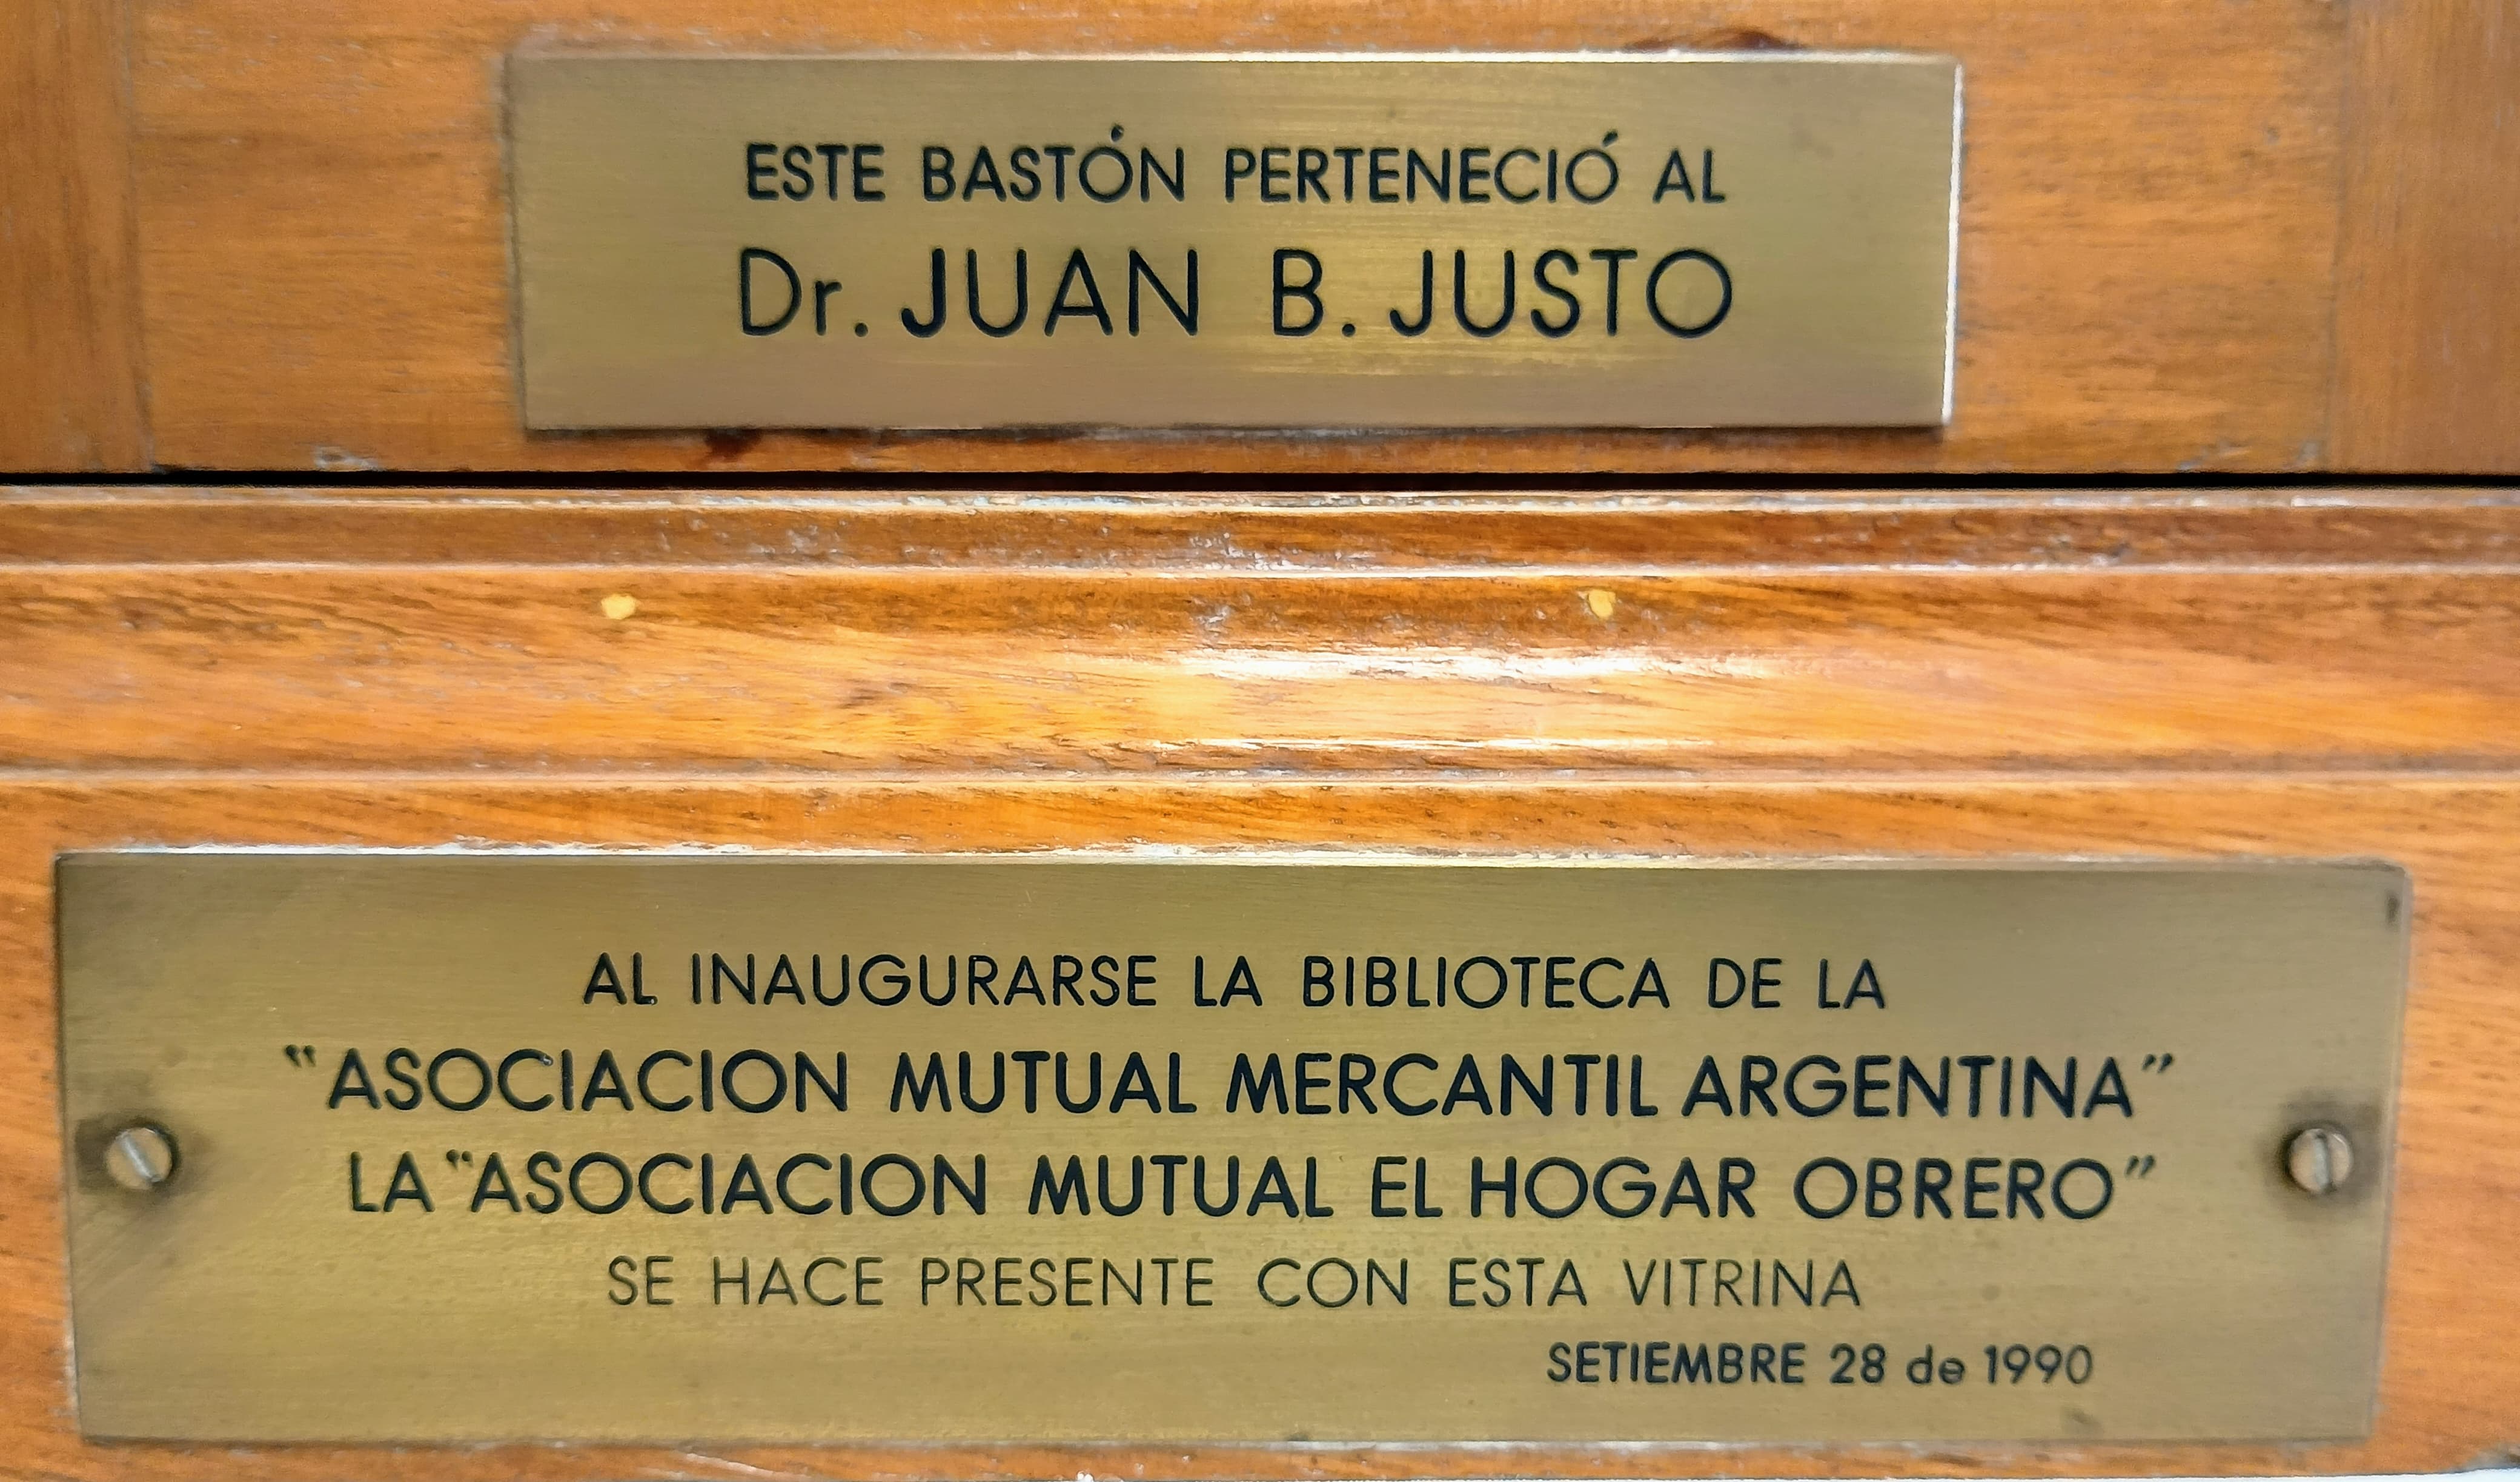 ESTE BASTÓN PERTENECIÓ AL
Dr. JUAN B. JUSTO
AL INAUGURARSE LA BIBLIOTECA DE LA
"ASOCIACION MUTUAL MERCANTIL ARGENTINA"
LA "ASOCIACION MUTUAL EL HOGAR OBRERO"
SE HACE PRESENTE CON ESTA VITRINA
SETIEMBRE 28 de 1990